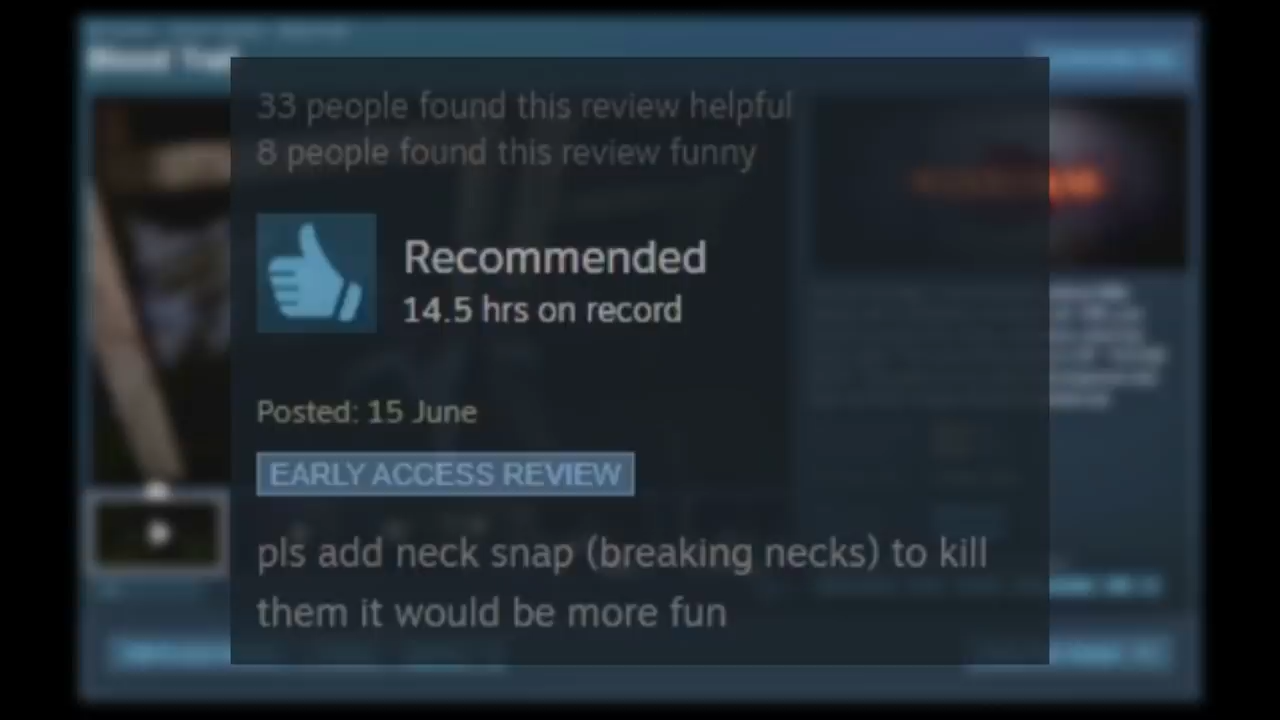 Blood Trail
33 people found this review helpful
8 people found this review funny
Recommended
14.5 hrs on record
Posted: 15 June
EARLY ACCESS REVIEW
pls add neck snap (breaking necks) to kill
them it would be more fun